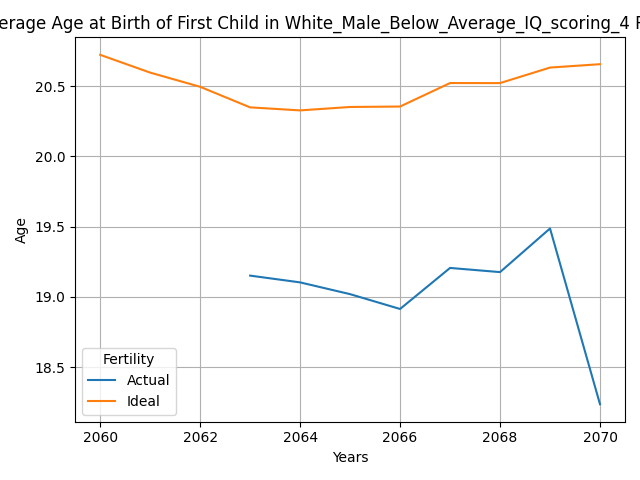 erage Age at Birth of First Child in White_Male_Below_Average_IQ_scoring_4
Age
20.5
20.0
19.5
19.0
18.5
Fertility
Actual
Ideal
2060 2062 2064 2066 2068 2070
Years